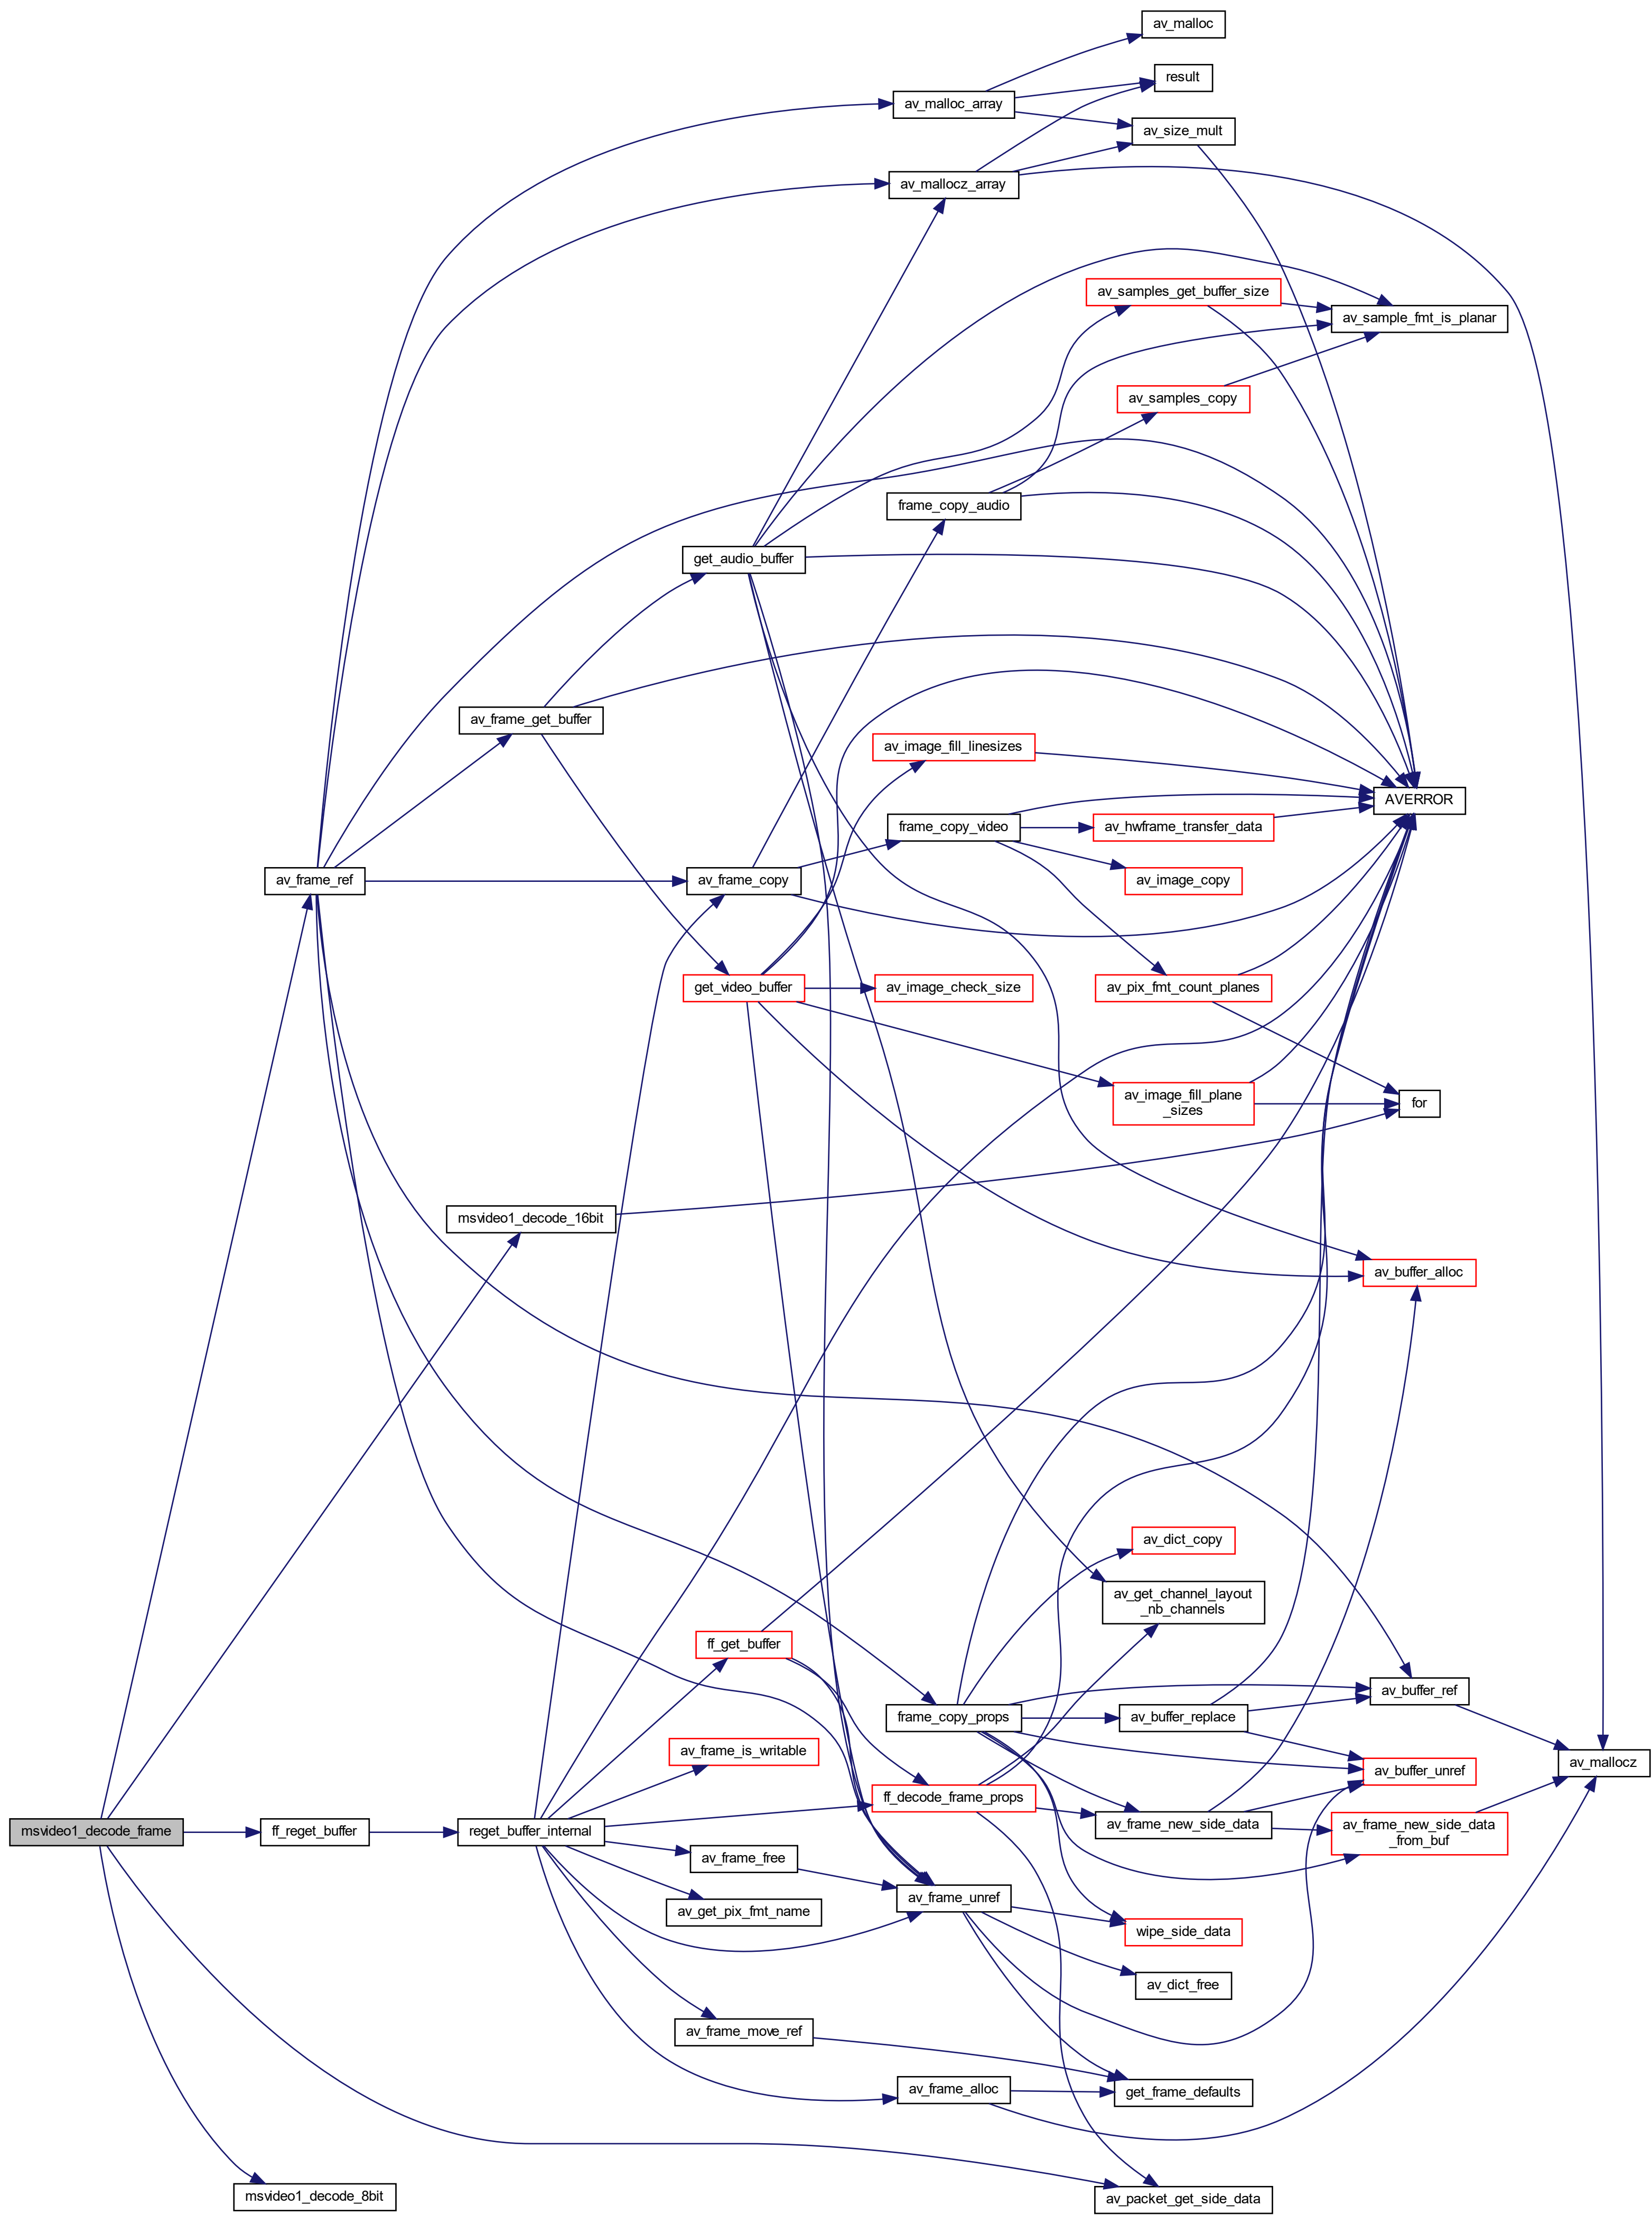 av_malloc
result
av_malloc_array
av_size_mult
av_mallocz_array
av_samples_get_buffer_size
av_sample_fmt_is_planar
av_samples_copy
frame_copy_audio
get_audio_buffer
av_frame_get_buffer
av_image_fill_linesizes
AVERROR
frame_copy_video
av_hwframe_transfer_data
av_frame_ref
av_frame_copy
av_image_copy
get_video_buffer
av_image_check_size
av_pix_fmt_count_planes
av_image_fill_plane
_sizes
for
msvideo1_decode_16bit
av_buffer_alloc
av_dict_copy
av_get_channel_layout
_nb_channels
ff_get_buffer
av_buffer_ref
frame_copy_props
av_buffer_replace
av_frame_is_writable
av_mallocz
av_buffer_unref
ff_decode_frame_props
msvideo1_decode_frame
ff_reget_buffer
reget_buffer_internal
av_frame_new_side_data
av_frame_new_side_data
_from_buf
av_frame_free
av_frame_unref
av_get_pix_fmt_name
wipe_side_data
av_dict_free
av_frame_move_ref
av_frame_alloc
get_frame_defaults
msvideo1_decode_8bit
av_packet_get_side_data